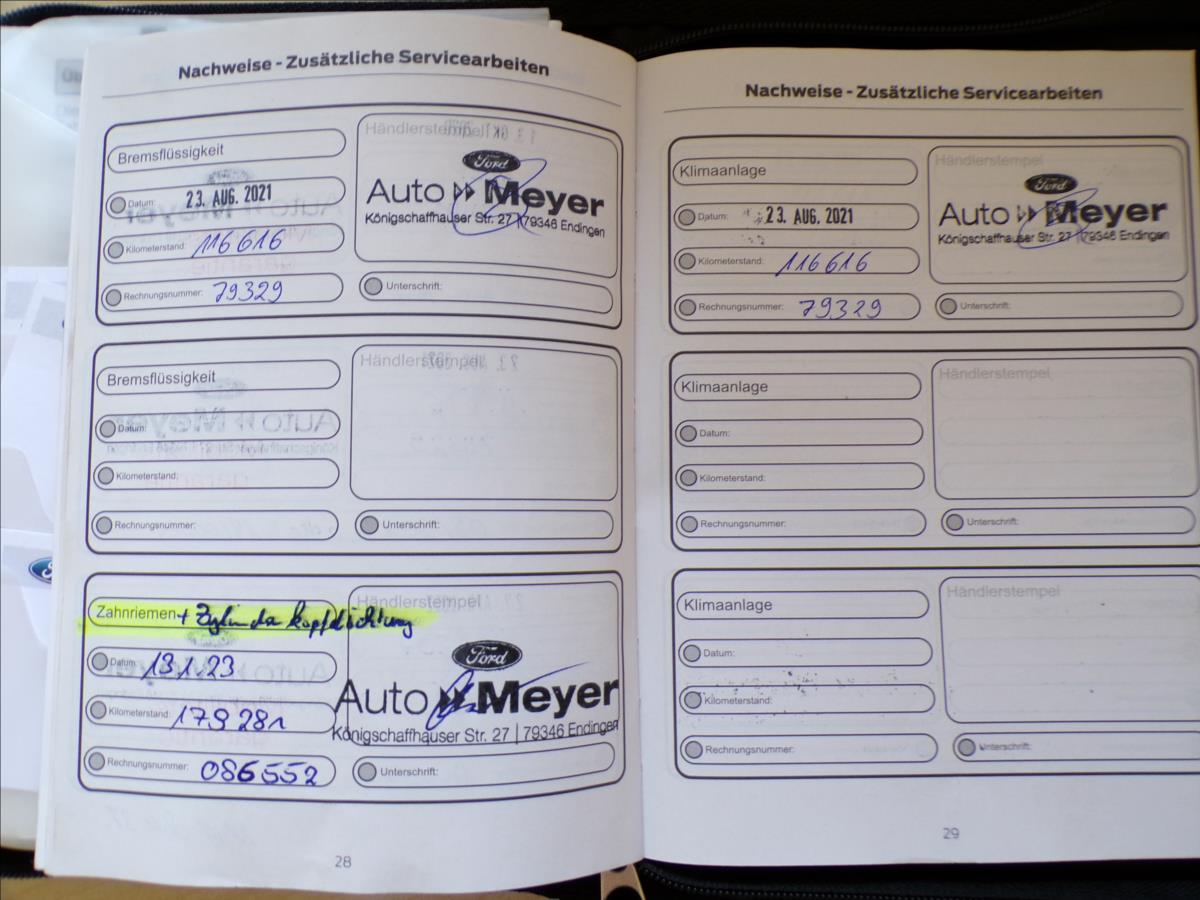 Nachweise - Zusätzliche Servicearbeiten
Bremsflüssigkeit
Datum: 23. AUG. 2021
Kilometerstand: 116616
Rechnungsnummer: 79329
Händlerstempel
Ford
Auto Meyer
Königschaffhauser Str. 27 | 79346 Endingen
Unterschrift:
Bremsflüssigkeit
Datum:
Kilometerstand:
Rechnungsnummer:
Händlerstempel
Unterschrift:
Zahnriemen + Zylinderkopfdichtung
Datum: 13.1.23
Kilometerstand: 179281
Rechnungsnummer: 086552
Händlerstempel
Ford
Auto Meyer
Königschaffhauser Str. 27 | 79346 Endingen
Unterschrift:
28
Nachweise - Zusätzliche Servicearbeiten
Klimaanlage
Datum: 23. AUG. 2021
Kilometerstand: 116616
Rechnungsnummer: 79329
Händlerstempel
Ford
Auto Meyer
Königschaffhauser Str. 27 | 79346 Endingen
Unterschrift:
Klimaanlage
Datum:
Kilometerstand:
Rechnungsnummer:
Händlerstempel
Unterschrift:
Klimaanlage
Datum:
Kilometerstand:
Rechnungsnummer:
Händlerstempel
Unterschrift:
29